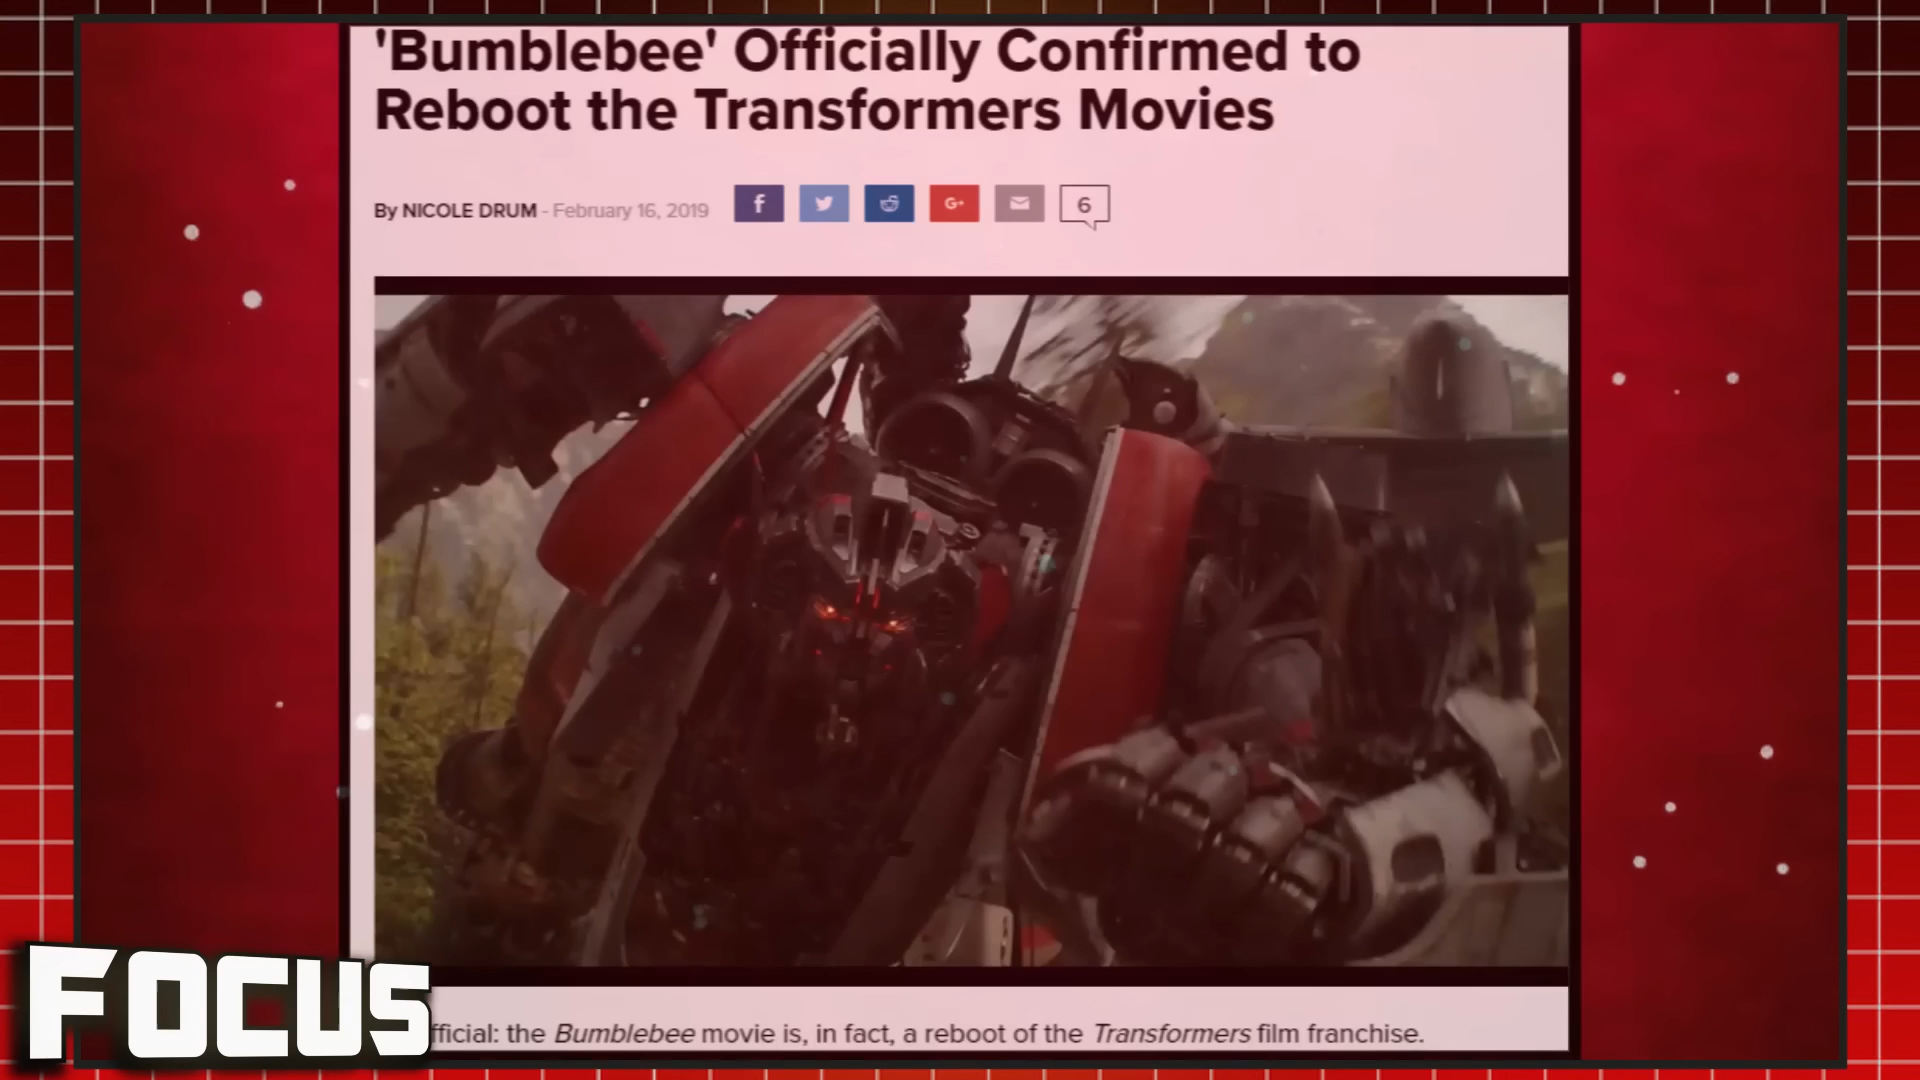 'Bumblebee' Officially Confirmed to
Reboot the Transformers Movies
By NICOLE DRUM - February 16, 2019
f
G+
6
FOCUS
fficial: the Bumblebee movie is, in fact, a reboot of the Transformers film franchise.